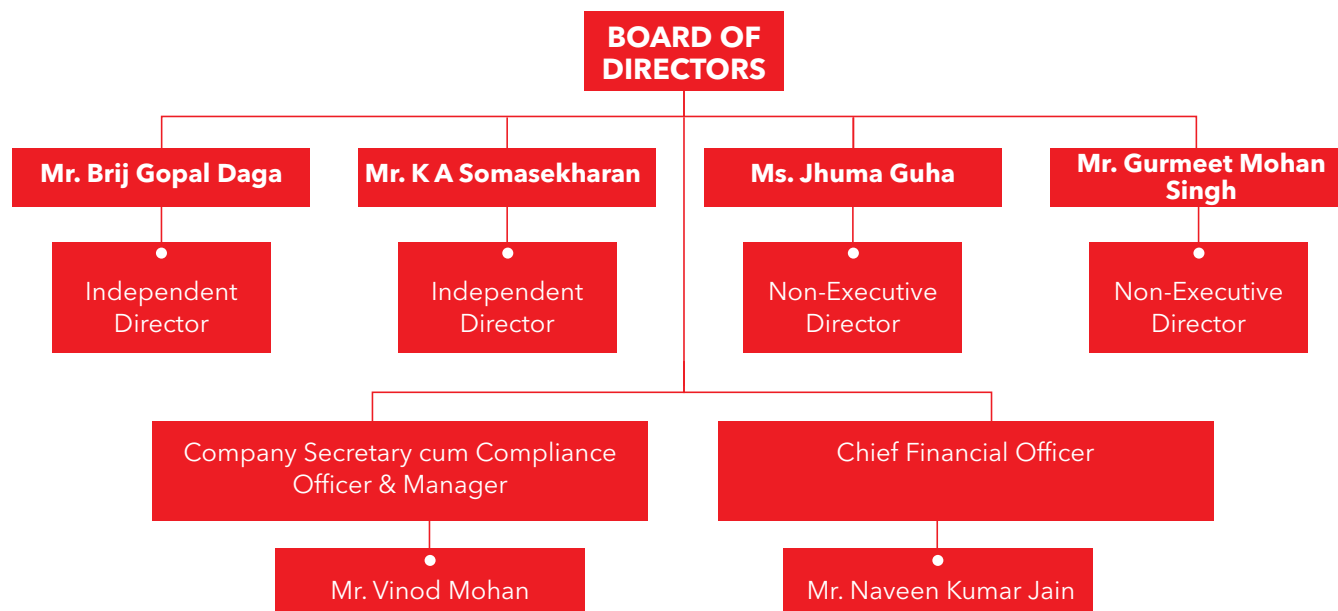 BOARD OF
DIRECTORS
Mr. Brij Gopal Daga
Mr. K A Somasekharan
Ms. Jhuma Guha
Mr. Gurmeet Mohan
Singh
Independent
Director
Independent
Director
Non-Executive
Director
Non-Executive
Director
Company Secretary cum Compliance
Officer & Manager
Chief Financial Officer
Mr. Vinod Mohan
Mr. Naveen Kumar Jain